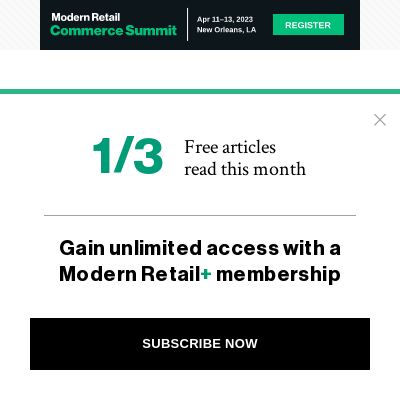 Modern Retail
Commerce Summit
Apr 11–13, 2023
New Orleans, LA
REGISTER
1/3
Free articles
read this month
Gain unlimited access with a
Modern Retail+ membership
SUBSCRIBE NOW